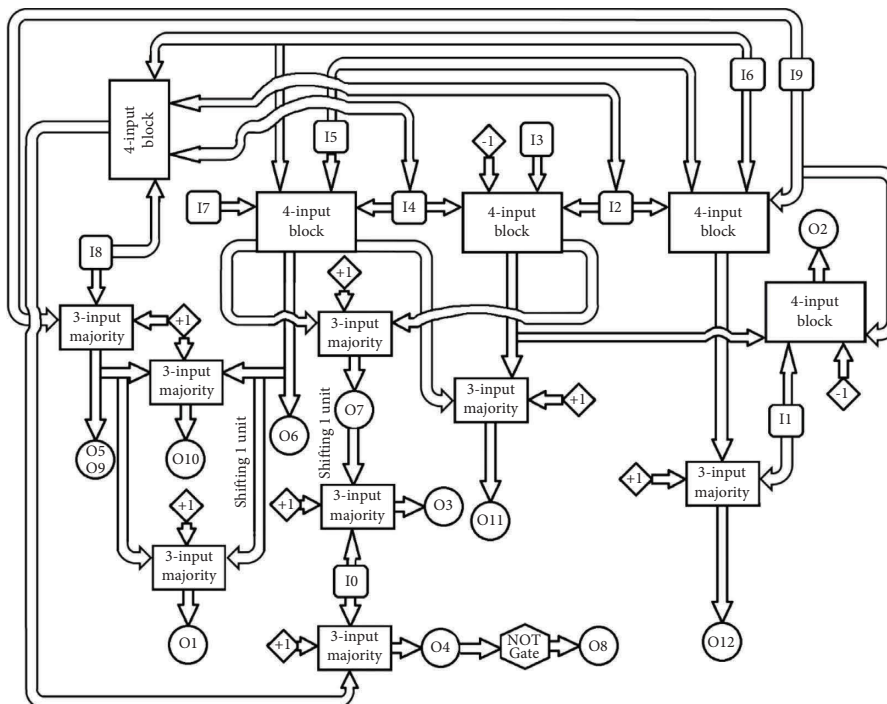 I6
I9
4-input
block
I5
-1
I3
I7
4-input
block
I4
4-input
block
I2
4-input
block
O2
I8
+1
4-input
block
3-input
majority
+1
3-input
majority
3-input
majority
3-input
majority
+1
-1
I1
O5
O9
O10
Shifting 1 unit
O6
Shifting 1 unit
O7
+1
3-input
majority
+1
3-input
majority
O3
O11
+1
3-input
majority
I0
O1
+1
3-input
majority
O4
NOT
Gate
O8
O12